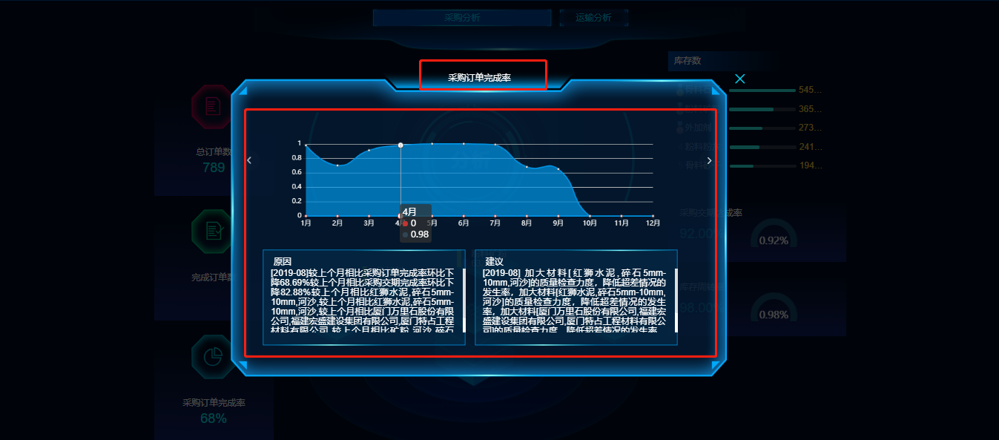 采购分析
运输分析
库存数
采购订单完成率
545...
365...
外加剂
273...
粉料
241...
骨料
194...
总订单数
789
1
0.8
0.6
0.4
0.2
0
1月 2月 3月 4月 5月 6月 7月 8月 9月 10月 11月 12月
4月
0
0.98
采购交期达成率
92.00
0.92%
完成订单数
原因
[2019-08]较上个月相比采购订单完成率环比下
降68.69%较上个月相比采购交期完成率环比下
降82.88%较上个月相比红狮水泥,碎石5mm-
10mm,河沙,较上个月相比红狮水泥,碎石5mm-
10mm,河沙,较上个月相比厦门万里石股份有限
公司,福建宏盛建设集团有限公司,厦门特占工程
材料有限公司,较上个月相比矿粉,河沙,碎石
建议
[2019-08] 加大材料[红狮水泥,碎石5mm-
10mm,河沙]的质量检查力度，降低超差情况的
发生率，加大材料[红狮水泥,碎石5mm-10mm,
河沙]的质量检查力度，降低超差情况的发生
率，加大材料[厦门万里石股份有限公司,福建宏
盛建设集团有限公司,厦门特占工程材料有限公
司]的质量检查力度，降低超差情况的发生率，
库存周转
98.00
0.98%
采购订单完成率
68%